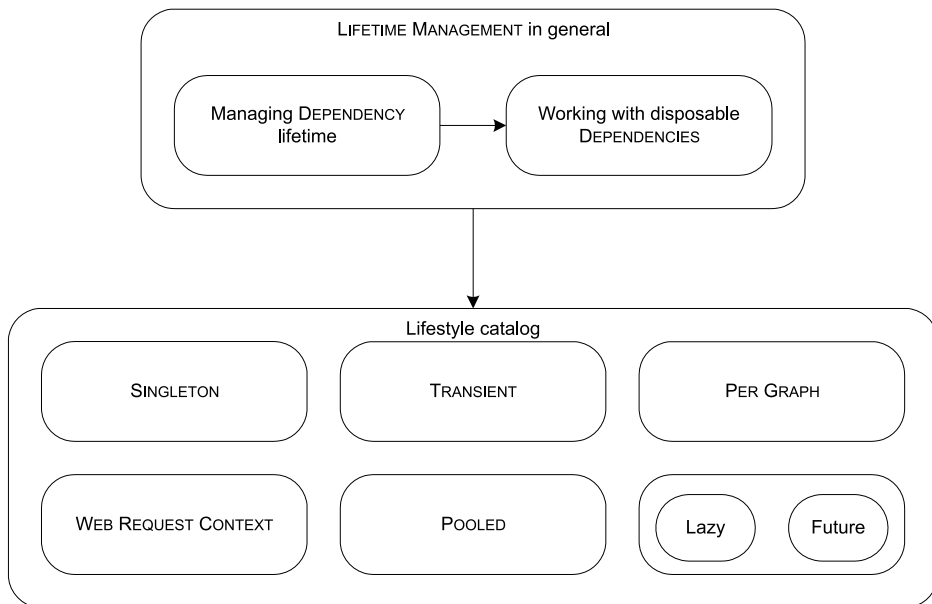 LIFETIME MANAGEMENT in general
Managing DEPENDENCY
lifetime
Working with disposable
DEPENDENCIES
Lifestyle catalog
SINGLETON
TRANSIENT
PER GRAPH
WEB REQUEST CONTEXT
POOLED
Lazy
Future